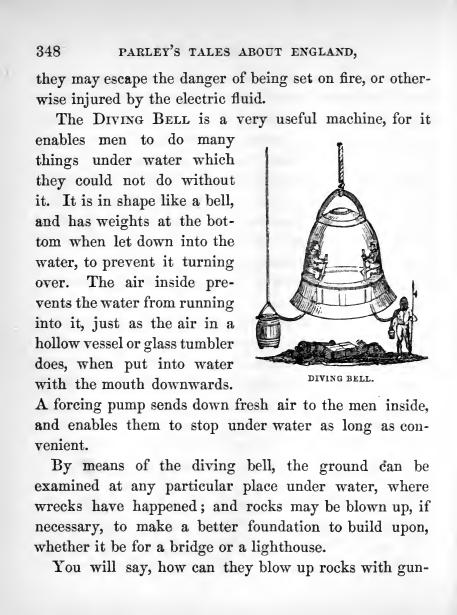 348 PARLEY'S TALES ABOUT ENGLAND,
they may escape the danger of being set on fire, or other-
wise injured by the electric fluid.
The DIVING BELL is a very useful machine, for it
enables men to do many
things under water which
they could not do without
it. It is in shape like a bell,
and has weights at the bot-
tom when let down into the
water, to prevent it turning
over. The air inside pre-
vents the water from running
into it, just as the air in a
hollow vessel or glass tumbler
does, when put into water
with the mouth downwards.
DIVING BELL.
A forcing pump sends down fresh air to the men inside,
and enables them to stop under water as long as con-
venient.
By means of the diving bell, the ground can be
examined at any particular place under water, where
wrecks have happened; and rocks may be blown up, if
necessary, to make a better foundation to build upon,
whether it be for a bridge or a lighthouse.
You will say, how can they blow up rocks with gun-